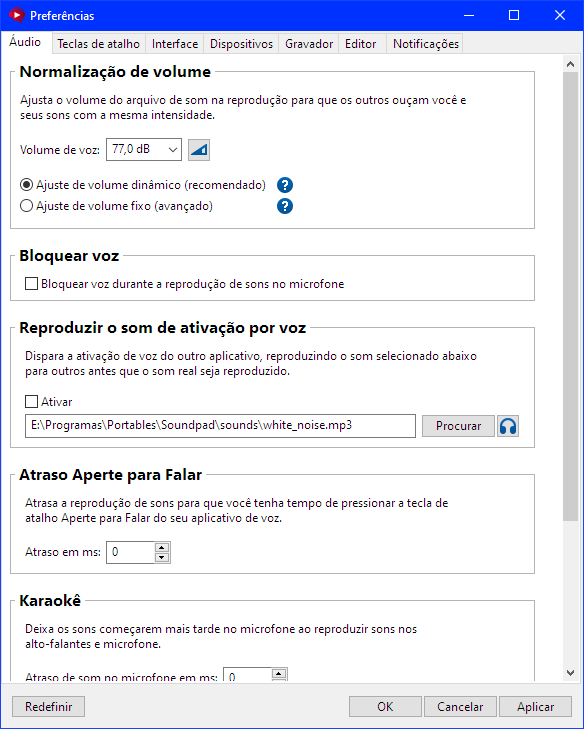 Preferências
Áudio Teclas de atalho Interface Dispositivos Gravador Editor Notificações
Normalização de volume
Ajusta o volume do arquivo de som na reprodução para que os outros ouçam você e
seus sons com a mesma intensidade.
Volume de voz: 77,0 dB
Ajuste de volume dinâmico (recomendado) ?
Ajuste de volume fixo (avançado) ?
Bloquear voz
Bloquear voz durante a reprodução de sons no microfone
Reproduzir o som de ativação por voz
Dispara a ativação de voz do outro aplicativo, reproduzindo o som selecionado abaixo
para outros antes que o som real seja reproduzido.
Ativar
E:\Programas\Portables\Soundpad\sounds\white_noise.mp3 Procurar
Atraso Aperte para Falar
Atrasa a reprodução de sons para que você tenha tempo de pressionar a tecla de
atalho Aperte para Falar do seu aplicativo de voz.
Atraso em ms: 0
Karaokê
Deixa os sons começarem mais tarde no microfone ao reproduzir sons nos
alto-falantes e microfone.
Atraso de som no microfone em ms: 0
Redefinir OK Cancelar Aplicar